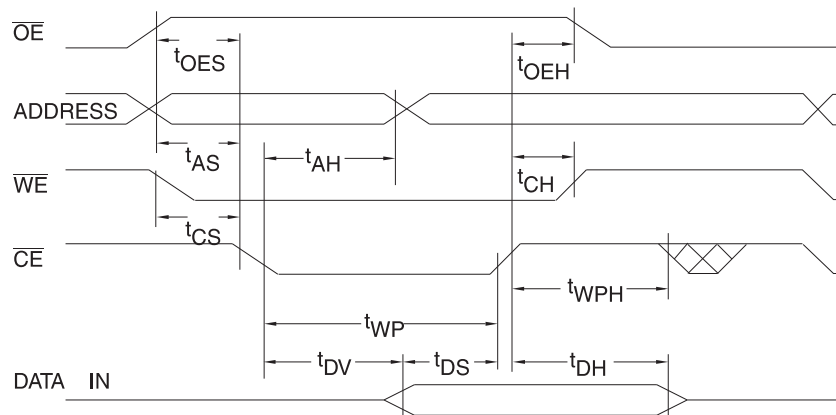 OE
tOES
tOEH
ADDRESS
tAS
tAH
WE
tCH
tCS
CE
tWPH
tWP
tDV
tDS
tDH
DATA IN